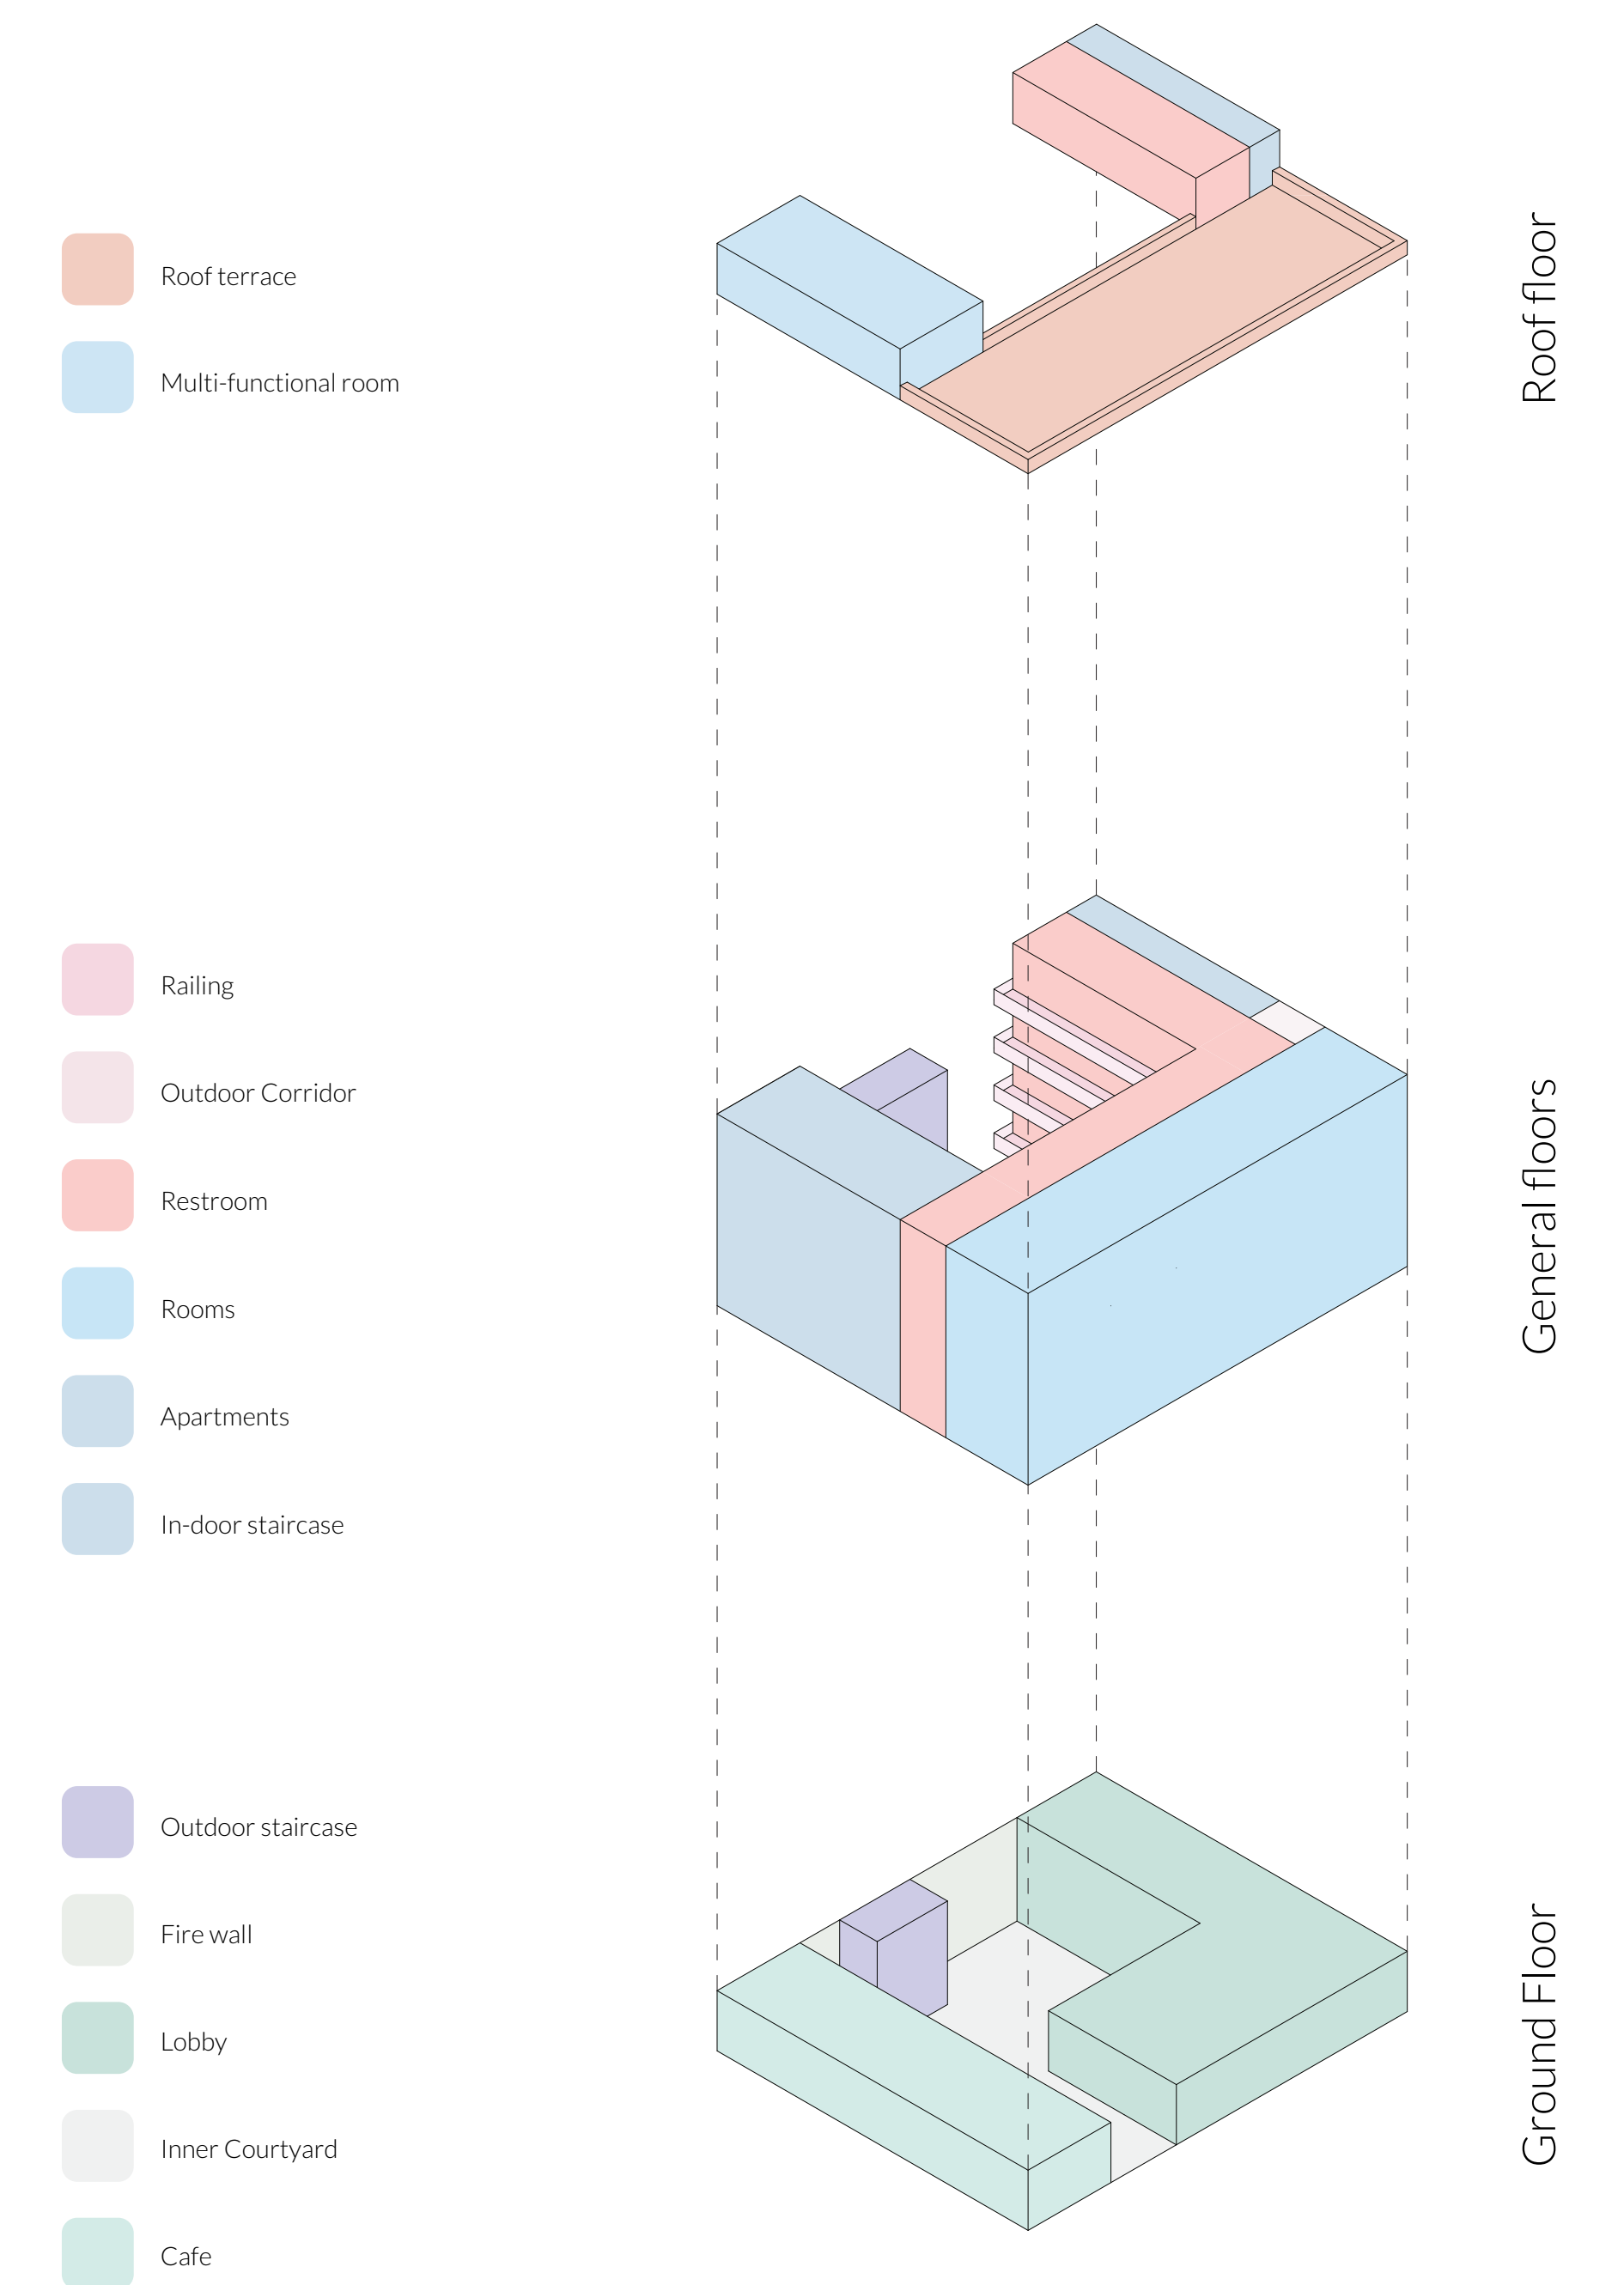 Roof terrace
Multi-functional room
Roof floor
Railing
Outdoor Corridor
Restroom
Rooms
Apartments
In-door staircase
General floors
Outdoor staircase
Fire wall
Lobby
Inner Courtyard
Cafe
Ground Floor